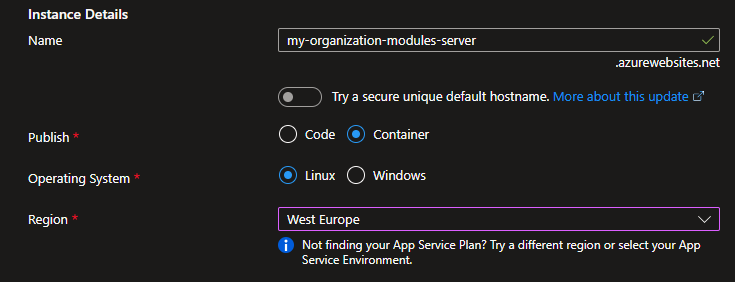 Instance Details
Name
my-organization-modules-server
.azurewebsites.net
Try a secure unique default hostname. More about this update
Publish *
Code
Container
Operating System *
Linux
Windows
Region *
West Europe
Not finding your App Service Plan? Try a different region or select your App
Service Environment.